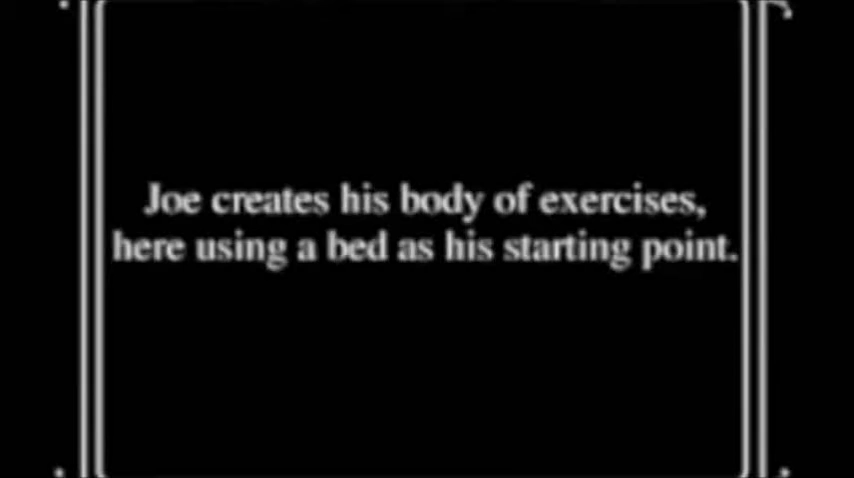 Joe creates his body of exercises,
here using a bed as his starting point.